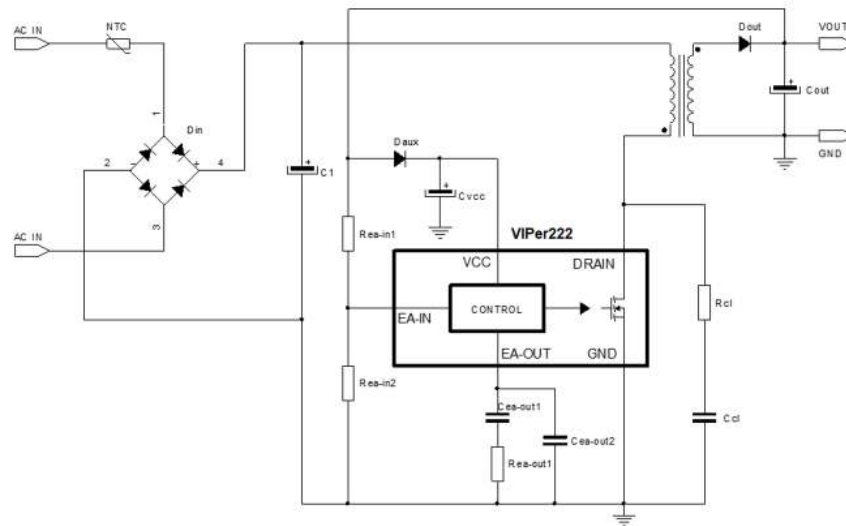 AC IN
NTC
Dout
VOUT
+
Cout
1
Din
Daux
GND
2
-
+
4
+
C1
+
Cvcc
3
AC IN
Rea-in1
VIPer222
VCC
DRAIN
Rcl
CONTROL
EA-IN
EA-OUT
GND
Rea-in2
Cea-out1
Ccl
Cea-out2
Rea-out1